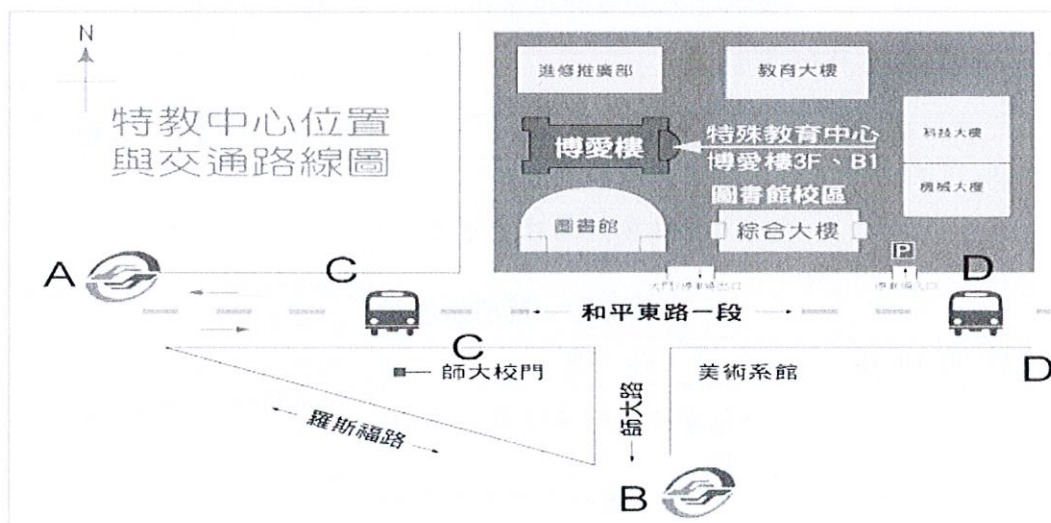 N
特教中心位置
與交通路線圖
進修推廣部
教育大樓
博愛樓
特殊教育中心
博愛樓3F、B1
科技大樓
機械大樓
圖書館校區
圖書館
綜合大樓
P
A
C
D
和平東路一段
C
師大校門
美術系館
D
羅斯福路
師大路
B